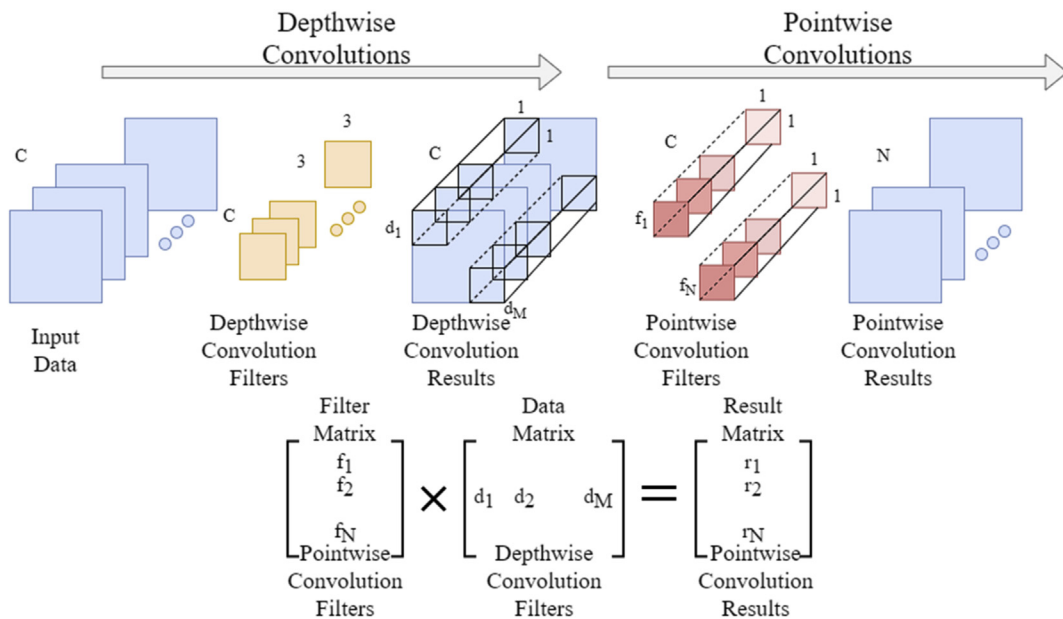 Depthwise
Convolutions
Pointwise
Convolutions
C
C
3
3
C
1
1
d1
dM
C
1
1
f1
1
1
fN
N
Input
Data
Depthwise
Convolution
Filters
Depthwise
Convolution
Results
Pointwise
Convolution
Filters
Pointwise
Convolution
Results
Filter
Matrix
f1
f2
fN
Pointwise
Convolution
Filters
×
Data
Matrix
d1 d2 dM
Depthwise
Convolution
Filters
=
Result
Matrix
r1
r2
rN
Pointwise
Convolution
Results